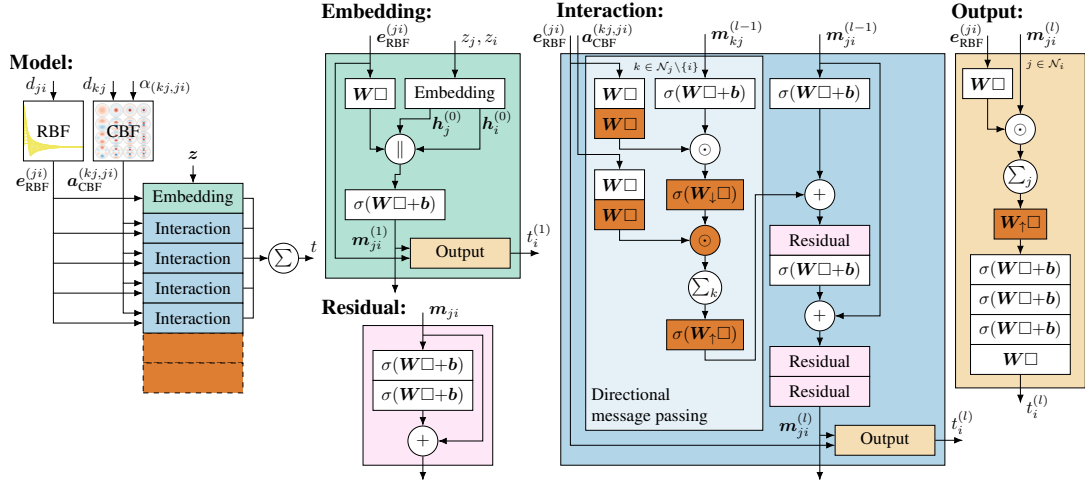 Model:
d_{ji}
d_{kj}
α_{(kj,ji)}
RBF
CBF
e_{RBF}^{(ji)}
a_{CBF}^{(kj,ji)}
z
Embedding
Interaction
Interaction
Interaction
Interaction
∑
t
Embedding:
e_{RBF}^{(ji)}
z_j, z_i
W□
Embedding
h_j^{(0)}
h_i^{(0)}
||
σ(W□+b)
m_{ji}^{(1)}
Output
t_i^{(1)}
Residual:
m_{ji}
σ(W□+b)
σ(W□+b)
+
Interaction:
e_{RBF}^{(ji)}
a_{CBF}^{(kj,ji)}
m_{kj}^{(l-1)}
m_{ji}^{(l-1)}
k ∈ N_j\{i}
W□
W□
σ(W□+b)
σ(W□+b)
⊙
W□
W□
σ(W_↓□)
+
⊙
Residual
σ(W□+b)
∑_k
+
σ(W_↑□)
Residual
Residual
Directional
message passing
m_{ji}^{(l)}
Output
t_i^{(l)}
Output:
e_{RBF}^{(ji)}
m_{ji}^{(l)}
j ∈ N_i
W□
⊙
∑_j
W_↑□
σ(W□+b)
σ(W□+b)
σ(W□+b)
W□
t_i^{(l)}